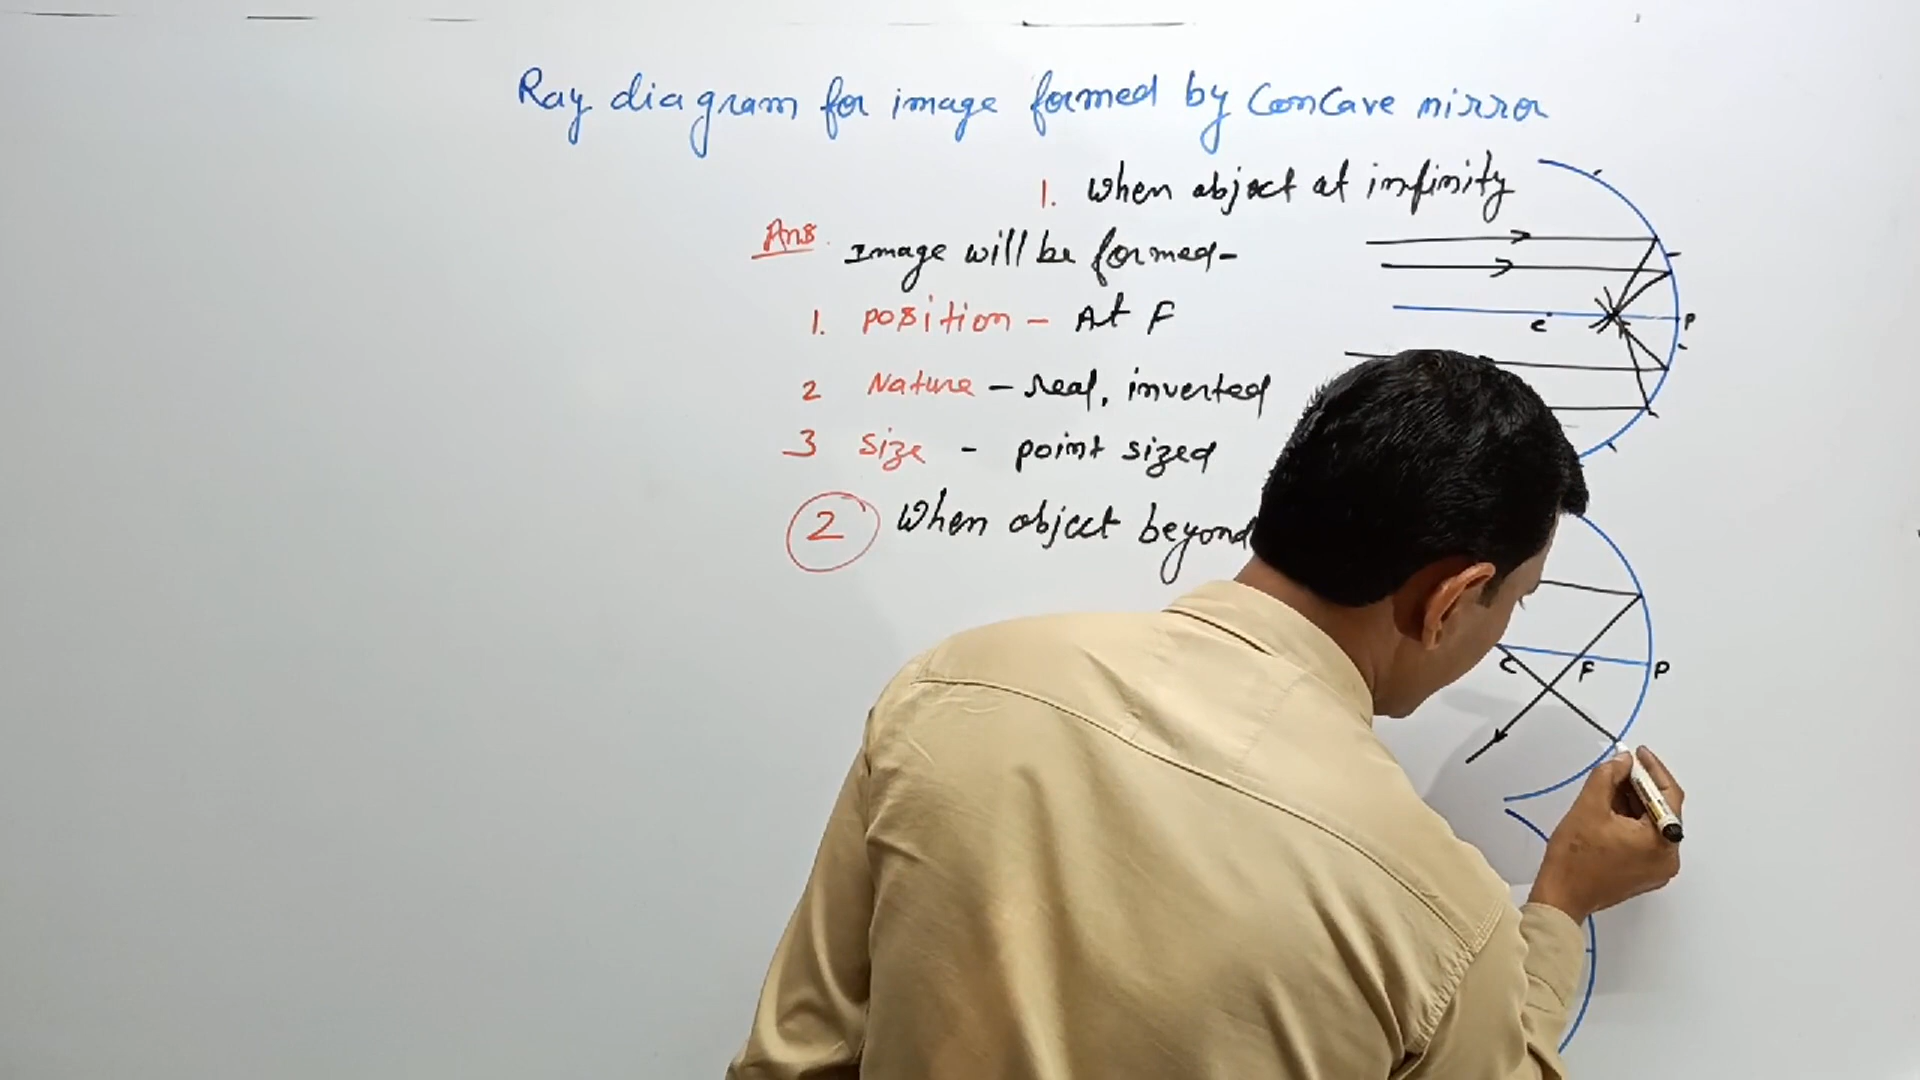 Ray diagram for image formed by Concave mirror
1. When object at infinity
Ans. Image will be formed-
1. Position - At F
2 Nature - real, inverted
3 Size - point sized
C P
2 When object beyond
C F P